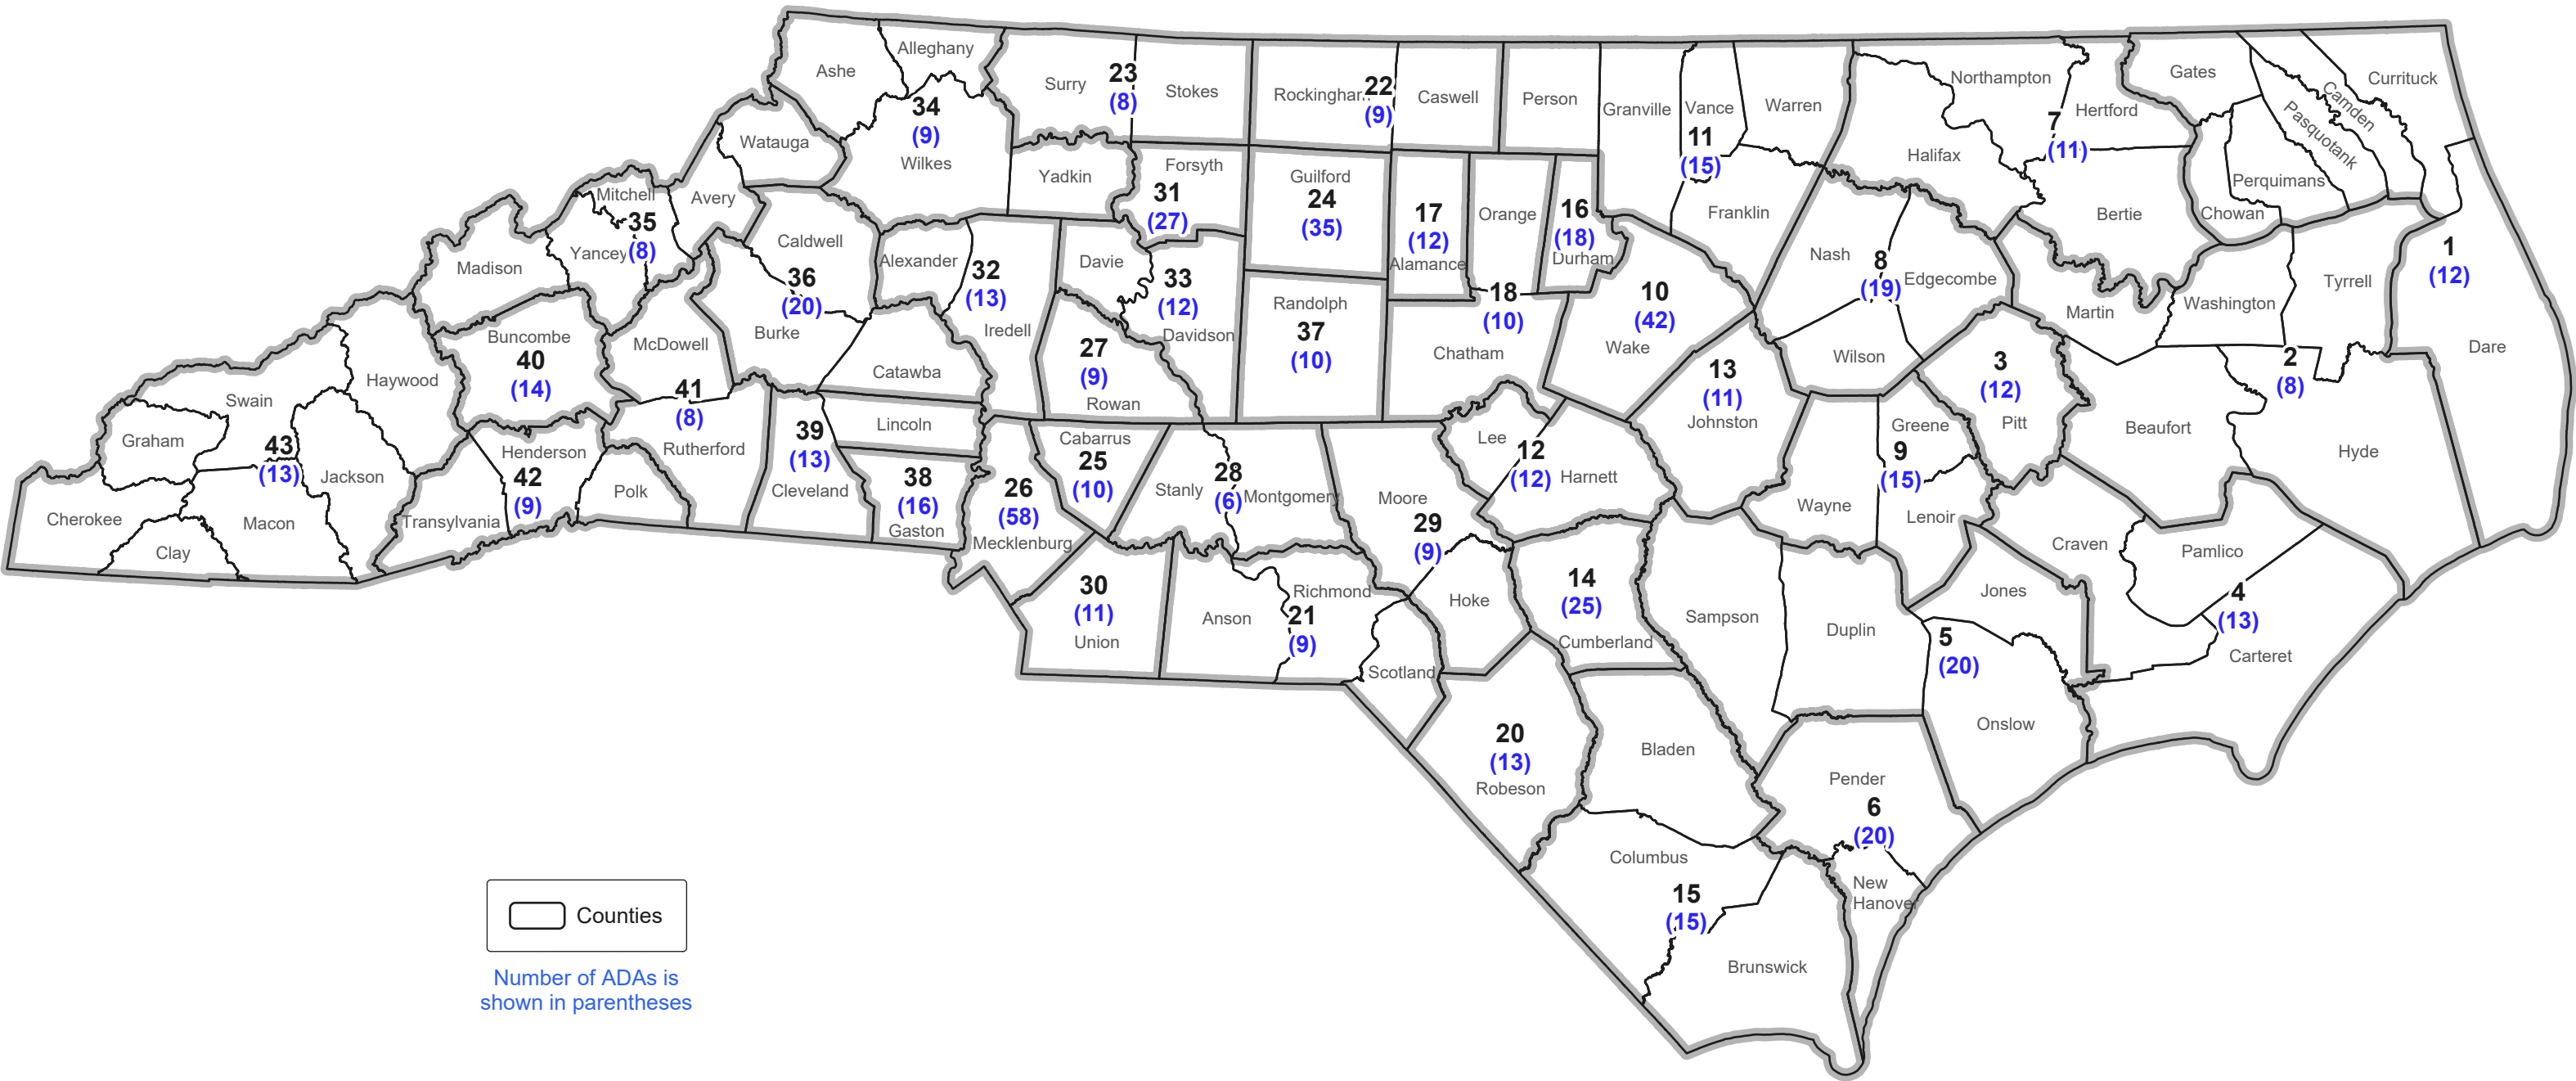 Alleghany
Ashe
34
(9)
Wilkes
Surry
23
(8)
Stokes
Rockingham
22
(9)
Caswell
Person
Granville
Vance
11
(15)
Warren
Franklin
Northampton
Halifax
7
(11)
Hertford
Bertie
Gates
Currituck
Camden
Pasquotank
Perquimans
Chowan
1
(12)
Dare
Watauga
Mitchell
35
(8)
Yancey
Avery
Madison
Caldwell
36
(20)
Burke
Alexander
32
(13)
Iredell
Yadkin
Forsyth
31
(27)
Davie
33
(12)
Davidson
Guilford
24
(35)
Randolph
37
(10)
17
(12)
Alamance
Orange
18
(10)
Chatham
16
(18)
Durham
10
(42)
Wake
Nash
8
(19)
Edgecombe
Wilson
Martin
Washington
Tyrrell
2
(8)
Hyde
Beaufort
3
(12)
Pitt
13
(11)
Johnston
Greene
9
(15)
Lenoir
Wayne
Buncombe
40
(14)
McDowell
41
(8)
Rutherford
Polk
Haywood
Swain
Graham
43
(13)
Jackson
Cherokee
Macon
Clay
Transylvania
Henderson
42
(9)
Catawba
Lincoln
39
(13)
Cleveland
38
(16)
Gaston
27
(9)
Rowan
Cabarrus
25
(10)
26
(58)
Mecklenburg
Stanly
28
(6)
Montgomery
30
(11)
Union
Anson
Richmond
21
(9)
Scotland
Moore
29
(9)
Hoke
Lee
12
(12)
Harnett
14
(25)
Cumberland
Sampson
Duplin
Jones
Craven
Pamlico
4
(13)
Carteret
5
(20)
Onslow
20
(13)
Robeson
Bladen
Columbus
15
(15)
Brunswick
Pender
6
(20)
New
Hanover
Counties
Number of ADAs is
shown in parentheses